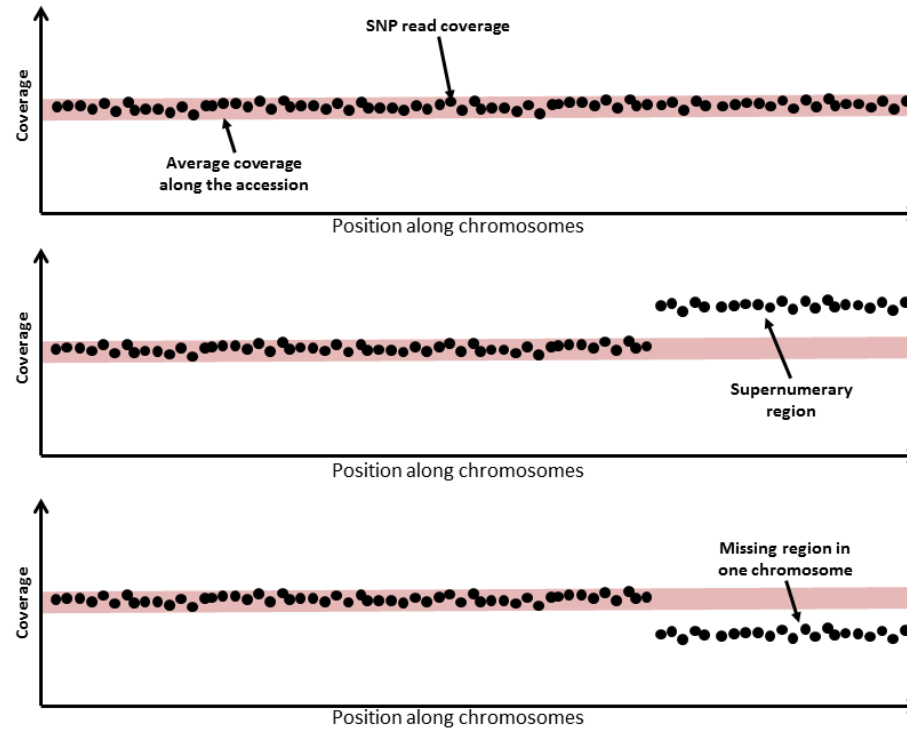 SNP read coverage
Coverage
Average coverage
along the accession
Position along chromosomes
Coverage
Supernumerary
region
Position along chromosomes
Missing region in
one chromosome
Coverage
Position along chromosomes